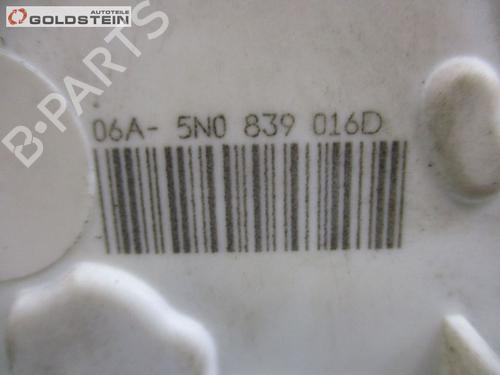 AUTOTEILE
GOLDSTEIN
B-PARTS
06A- 5N0 839 016D